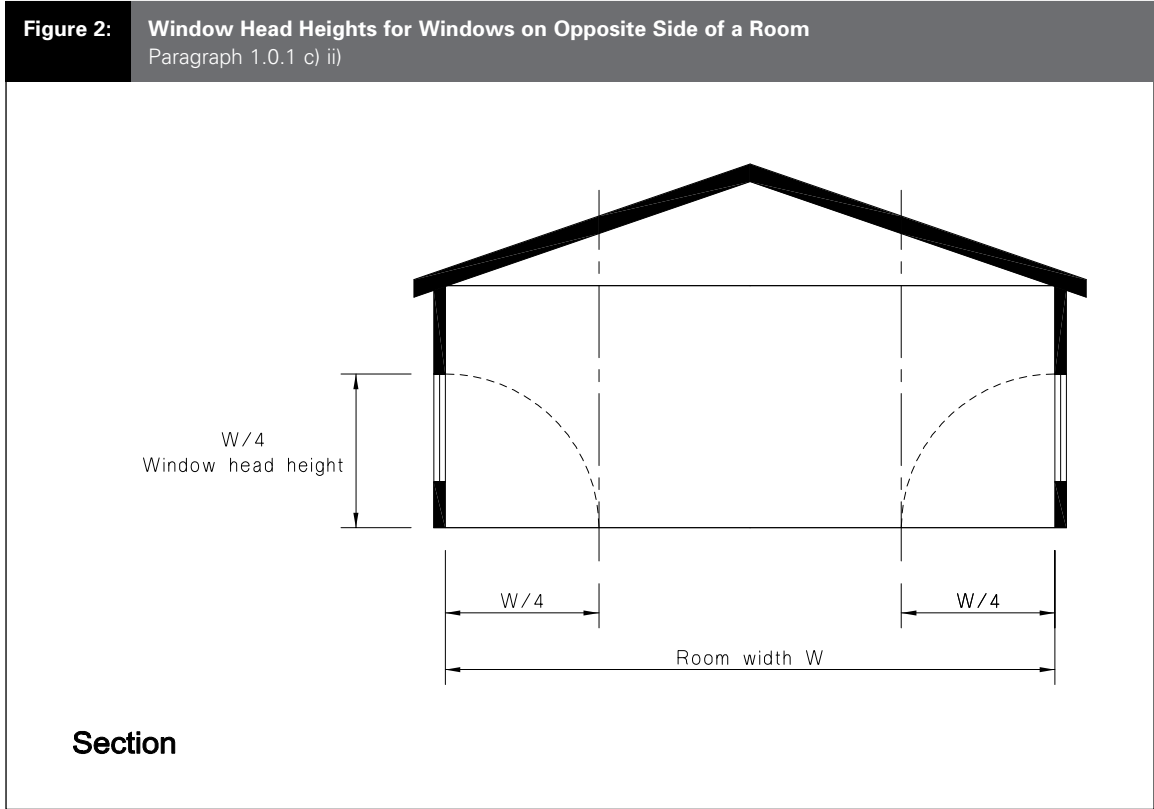 Figure 2:
Window Head Heights for Windows on Opposite Side of a Room
Paragraph 1.0.1 c) ii)
W/4
Window head height
W/4
W/4
Room width W
Section